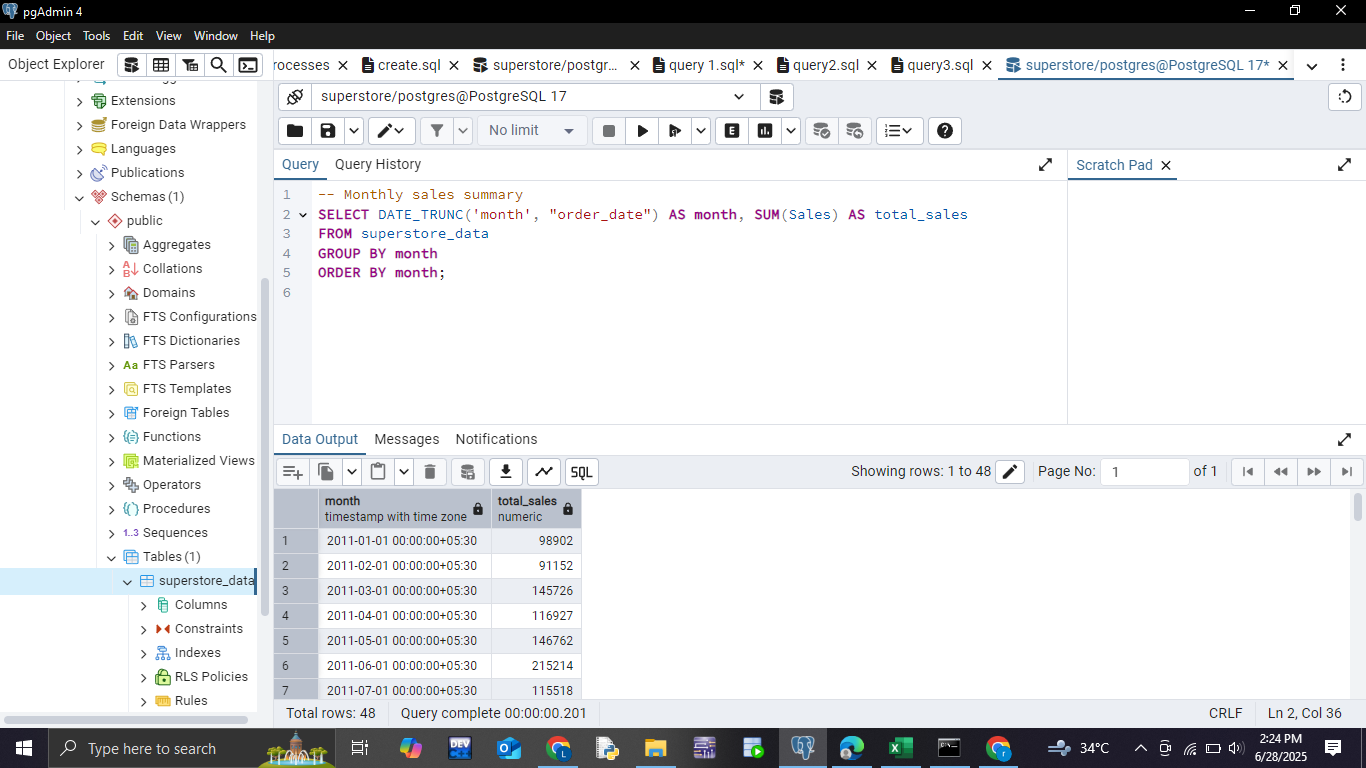 pgAdmin 4
File Object Tools Edit View Window Help
Object Explorer
rocesses create.sql superstore/postgr... query 1.sql* query2.sql query3.sql superstore/postgres@PostgreSQL 17*
superstore/postgres@PostgreSQL 17
No limit
E
Query Query History
Scratch Pad
1 -- Monthly sales summary
2 SELECT DATE_TRUNC('month', "order_date") AS month, SUM(Sales) AS total_sales
3 FROM superstore_data
4 GROUP BY month
5 ORDER BY month;
6
Extensions
Foreign Data Wrappers
Languages
Publications
Schemas (1)
public
Aggregates
Collations
Domains
FTS Configurations
FTS Dictionaries
Aa FTS Parsers
FTS Templates
Foreign Tables
Functions
Materialized Views
Operators
Procedures
1..3 Sequences
Tables (1)
superstore_data
Columns
Constraints
Indexes
RLS Policies
Rules
Data Output Messages Notifications
SQL
Showing rows: 1 to 48 Page No: 1 of 1
month total_sales
timestamp with time zone numeric
1 2011-01-01 00:00:00+05:30 98902
2 2011-02-01 00:00:00+05:30 91152
3 2011-03-01 00:00:00+05:30 145726
4 2011-04-01 00:00:00+05:30 116927
5 2011-05-01 00:00:00+05:30 146762
6 2011-06-01 00:00:00+05:30 215214
7 2011-07-01 00:00:00+05:30 115518
Total rows: 48 Query complete 00:00:00.201 CRLF Ln 2, Col 36
Type here to search
DEV
34°C
2:24 PM
6/28/2025